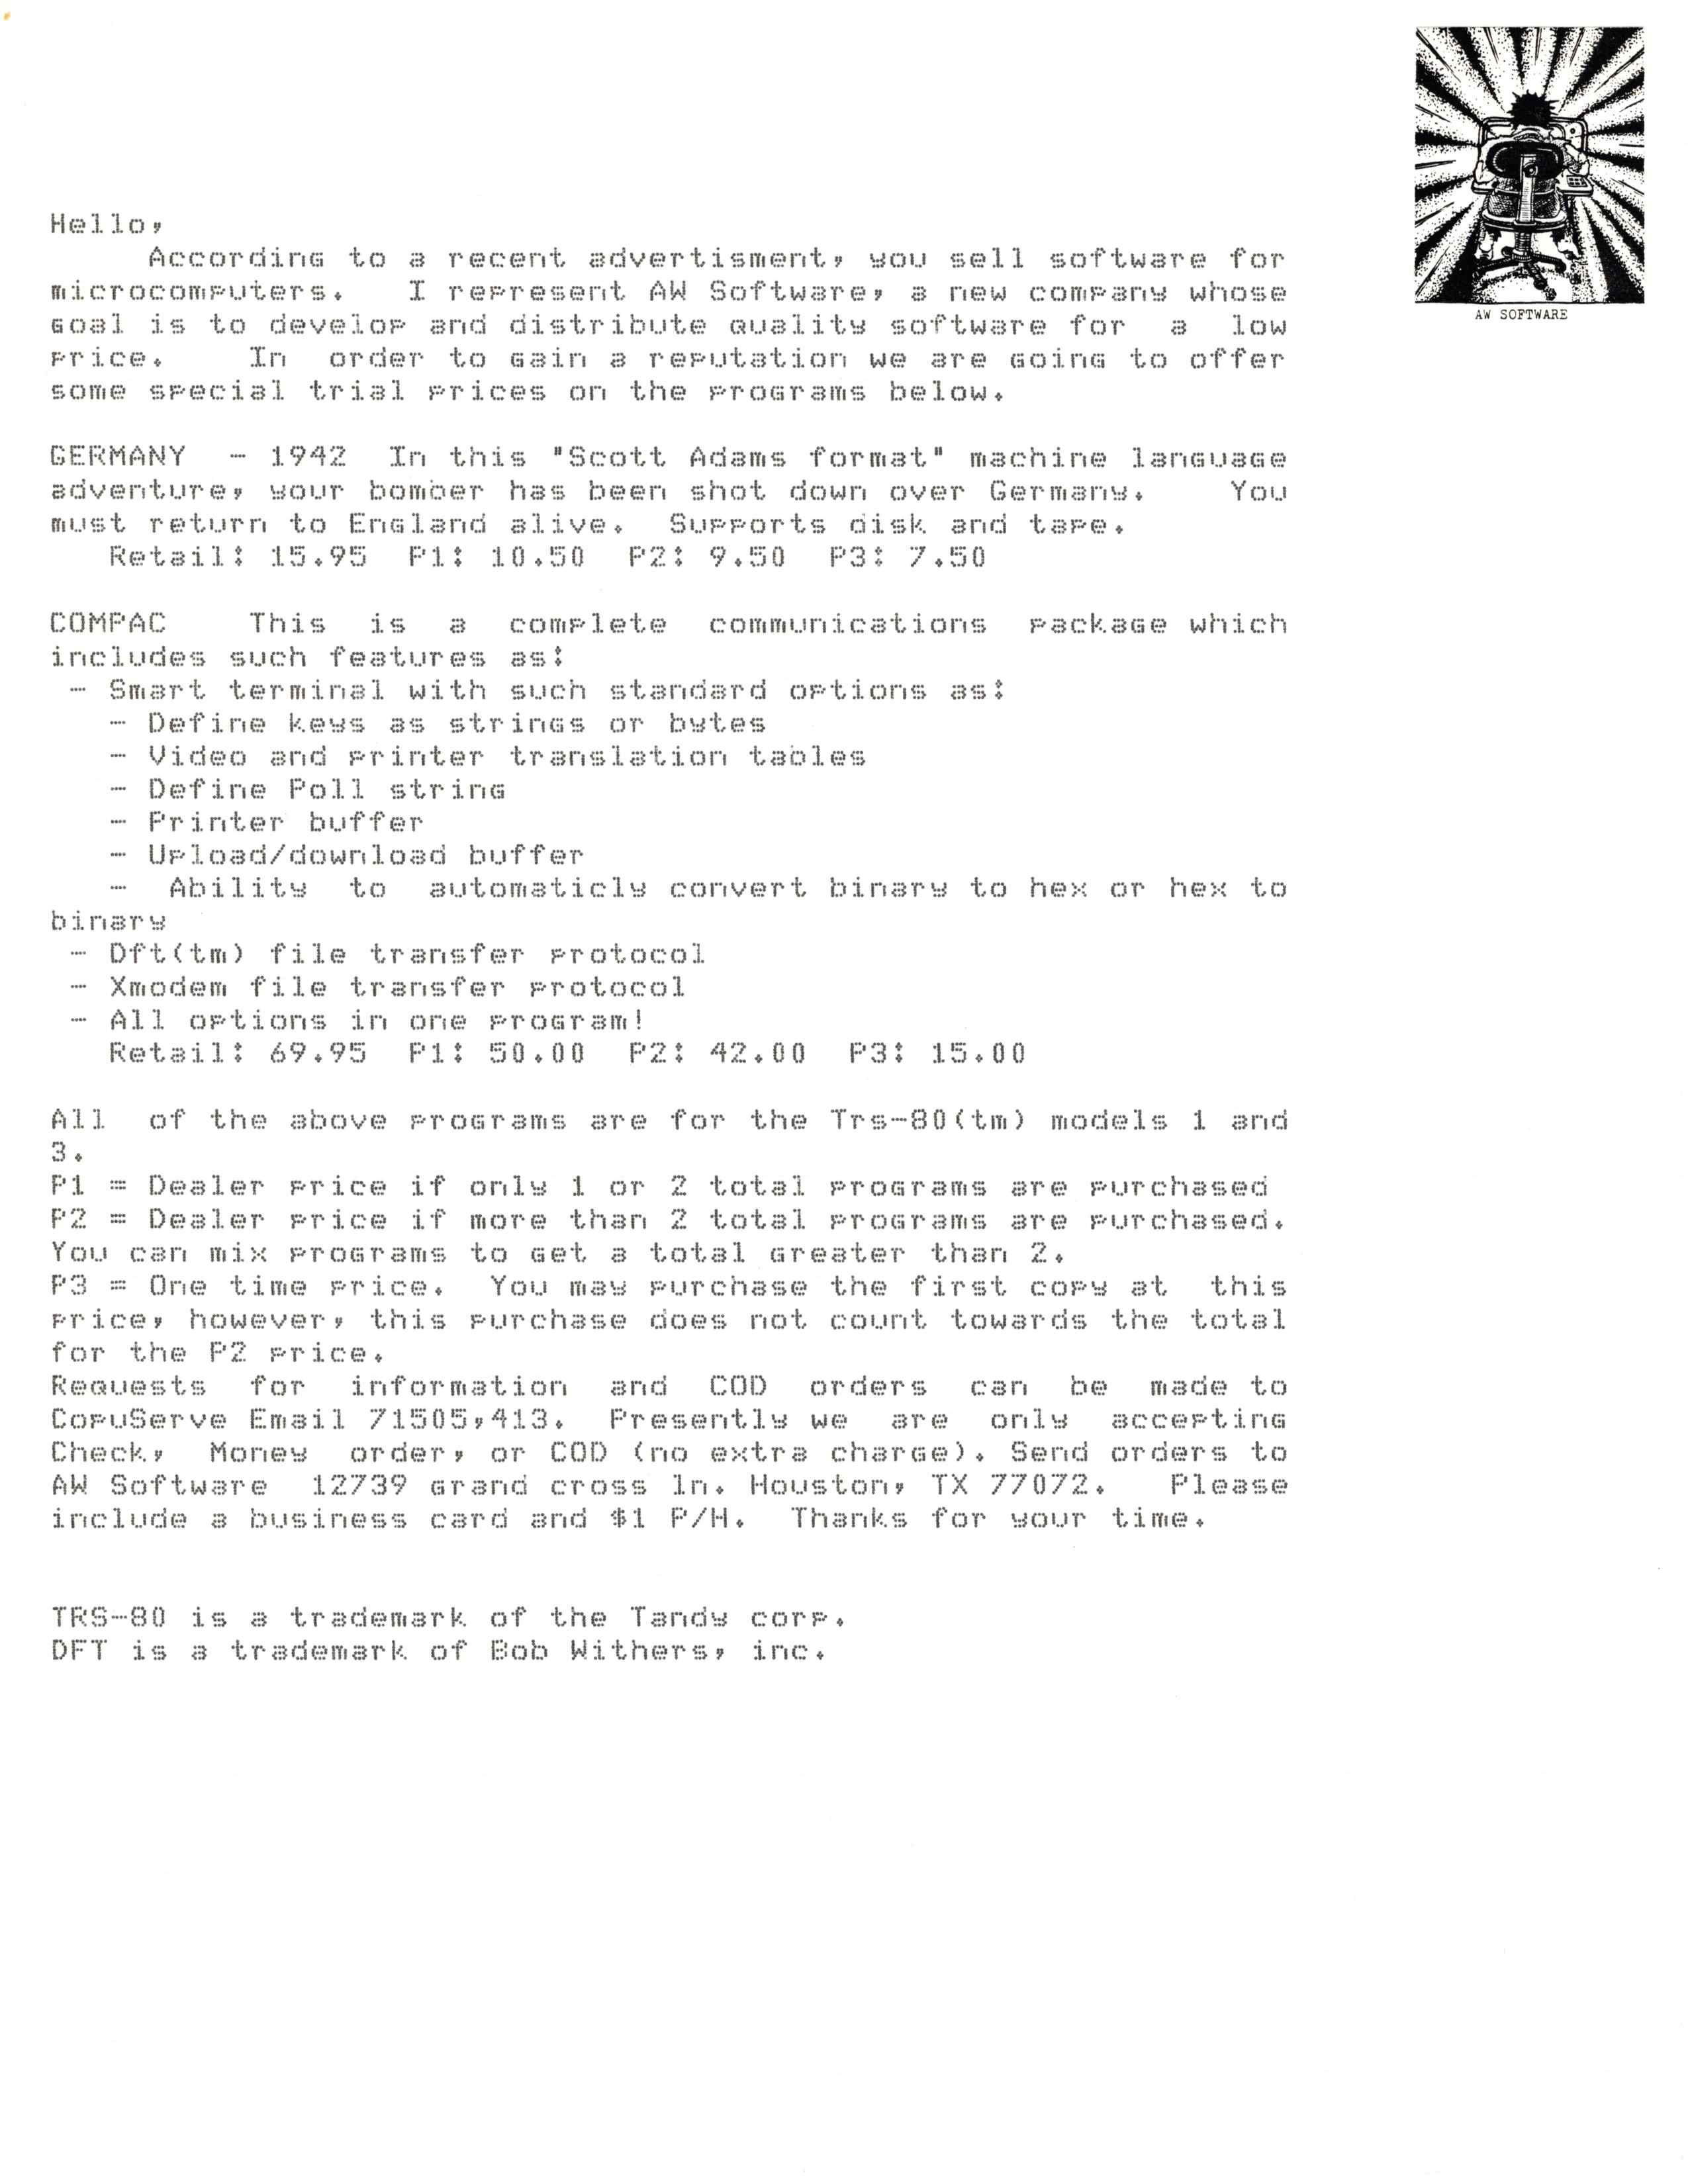 AW SOFTWARE
Hello,
According to a recent advertisment, you sell software for
microcomputers. I represent AW Software, a new company whose
goal is to develop and distribute quality software for a low
price. In order to gain a reputation we are going to offer
some special trial prices on the programs below.
GERMANY - 1942 In this "Scott Adams format" machine language
adventure, your bomber has been shot down over Germany. You
must return to England alive. Supports disk and tape.
Retail: 15.95 P1: 10.50 P2: 9.50 P3: 7.50
COMPAC This is a complete communications package which
includes such features as:
- Smart terminal with such standard options as:
- Define keys as strings or bytes
- Video and printer translation tables
- Define Poll string
- Printer buffer
- Upload/download buffer
- Ability to automaticly convert binary to hex or hex to
binary
- Dft(tm) file transfer protocol
- Xmodem file transfer protocol
- All options in one program!
Retail: 69.95 P1: 50.00 P2: 42.00 P3: 15.00
All of the above programs are for the Trs-80(tm) models 1 and
3.
P1 = Dealer price if only 1 or 2 total programs are purchased
P2 = Dealer price if more than 2 total programs are purchased.
You can mix programs to get a total greater than 2.
P3 = One time price. You may purchase the first copy at this
price, however, this purchase does not count towards the total
for the P2 price.
Requests for information and COD orders can be made to
CopuServe Email 71505,413. Presently we are only accepting
Check, Money order, or COD (no extra charge). Send orders to
AW Software 12739 grand cross ln. Houston, TX 77072. Please
include a business card and $1 P/H. Thanks for your time.
TRS-80 is a trademark of the Tandy corp.
DFT is a trademark of Bob Withers, inc.